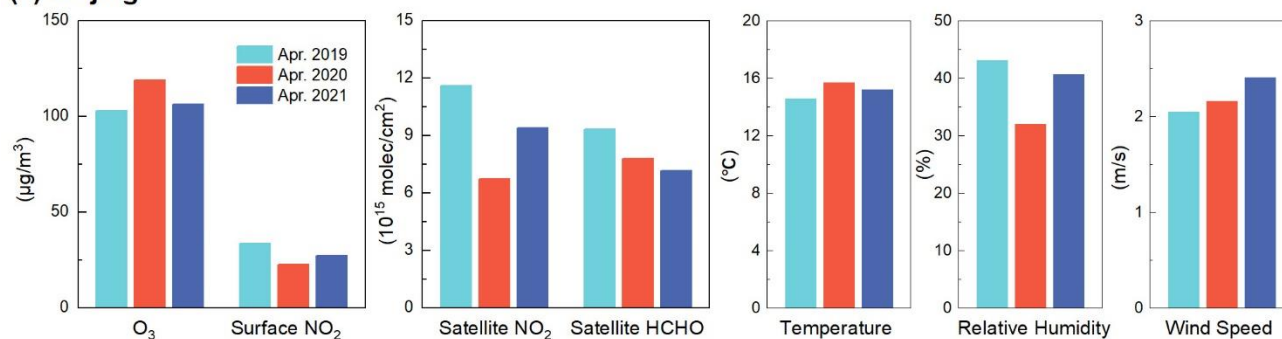 150
100
50
0
(µg/m³)
Apr. 2019
Apr. 2020
Apr. 2021
O₃
Surface NO₂
15
12
9
6
3
0
(10¹⁵ molec/cm²)
Satellite NO₂
Satellite HCHO
20
16
12
8
4
0
(℃)
Temperature
50
40
30
20
10
0
(%)
Relative Humidity
3
2
1
0
(m/s)
Wind Speed